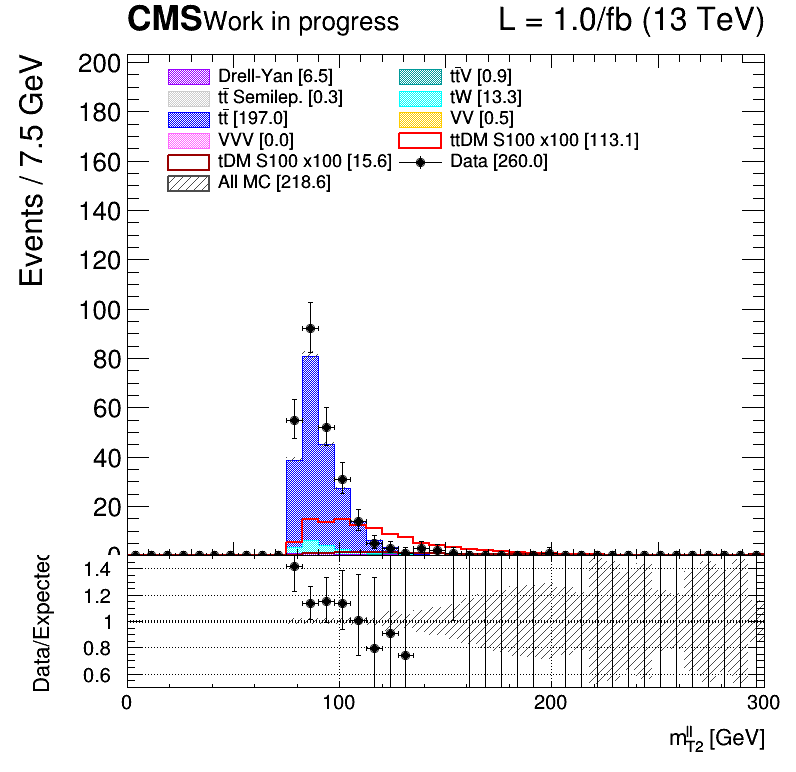 CMS Work in progress L = 1.0/fb (13 TeV)
Events / 7.5 GeV
200
180
160
140
120
100
80
60
40
20
0
Drell-Yan [6.5]
tt̄ Semilep. [0.3]
tt̄ [197.0]
VVV [0.0]
tDM S100 x100 [15.6]
All MC [218.6]
tt̄V [0.9]
tW [13.3]
VV [0.5]
ttDM S100 x100 [113.1]
Data [260.0]
Data/Expected
1.4
1.2
1
0.8
0.6
0 100 200 300
m_{T2}^{ll} [GeV]